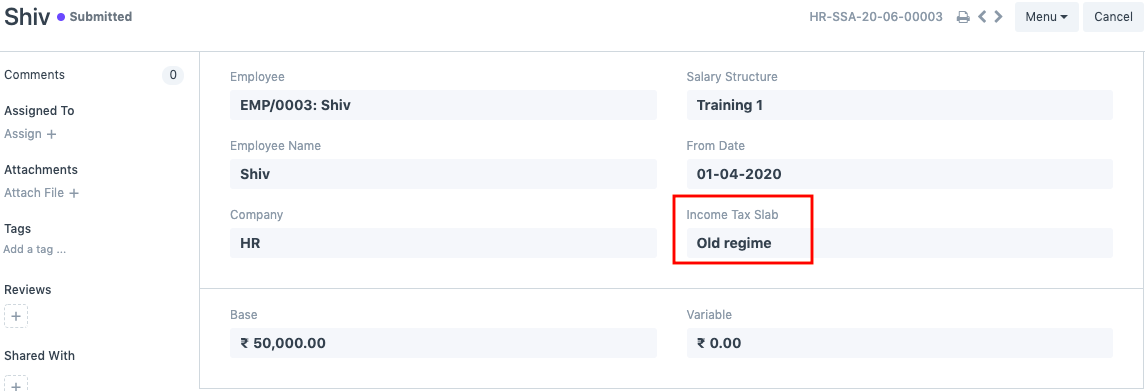 Shiv Submitted HR-SSA-20-06-00003 Menu Cancel
Comments 0
Assigned To
Assign +
Attachments
Attach File +
Tags
Add a tag ...
Reviews
+
Shared With
+
Employee
EMP/0003: Shiv
Salary Structure
Training 1
Employee Name
Shiv
From Date
01-04-2020
Company
HR
Income Tax Slab
Old regime
Base
₹ 50,000.00
Variable
₹ 0.00